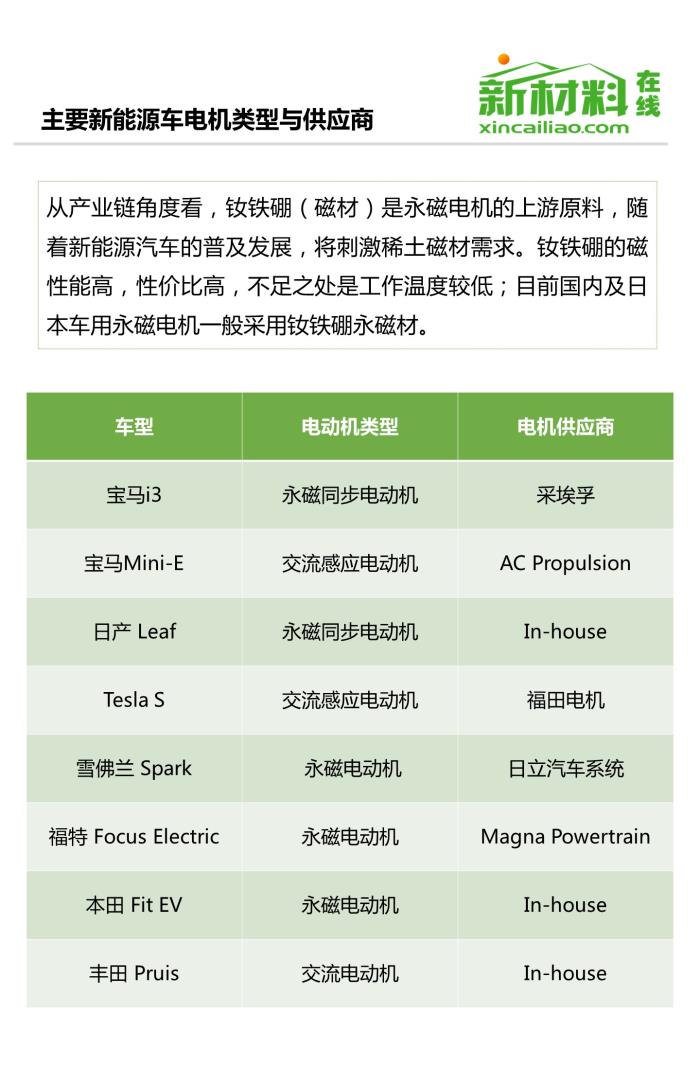 新材料在线
xincailiao.com
主要新能源车电机类型与供应商
从产业链角度看，钕铁硼（磁材）是永磁电机的上游原料，随
着新能源汽车的普及发展，将刺激稀土磁材需求。钕铁硼的磁
性能高，性价比高，不足之处是工作温度较低；目前国内及日
本车用永磁电机一般采用钕铁硼永磁材。
车型 电动机类型 电机供应商
宝马i3 永磁同步电动机 采埃孚
宝马Mini-E 交流感应电动机 AC Propulsion
日产 Leaf 永磁同步电动机 In-house
Tesla S 交流感应电动机 福田电机
雪佛兰 Spark 永磁电动机 日立汽车系统
福特 Focus Electric 永磁电动机 Magna Powertrain
本田 Fit EV 永磁电动机 In-house
丰田 Pruis 交流电动机 In-house